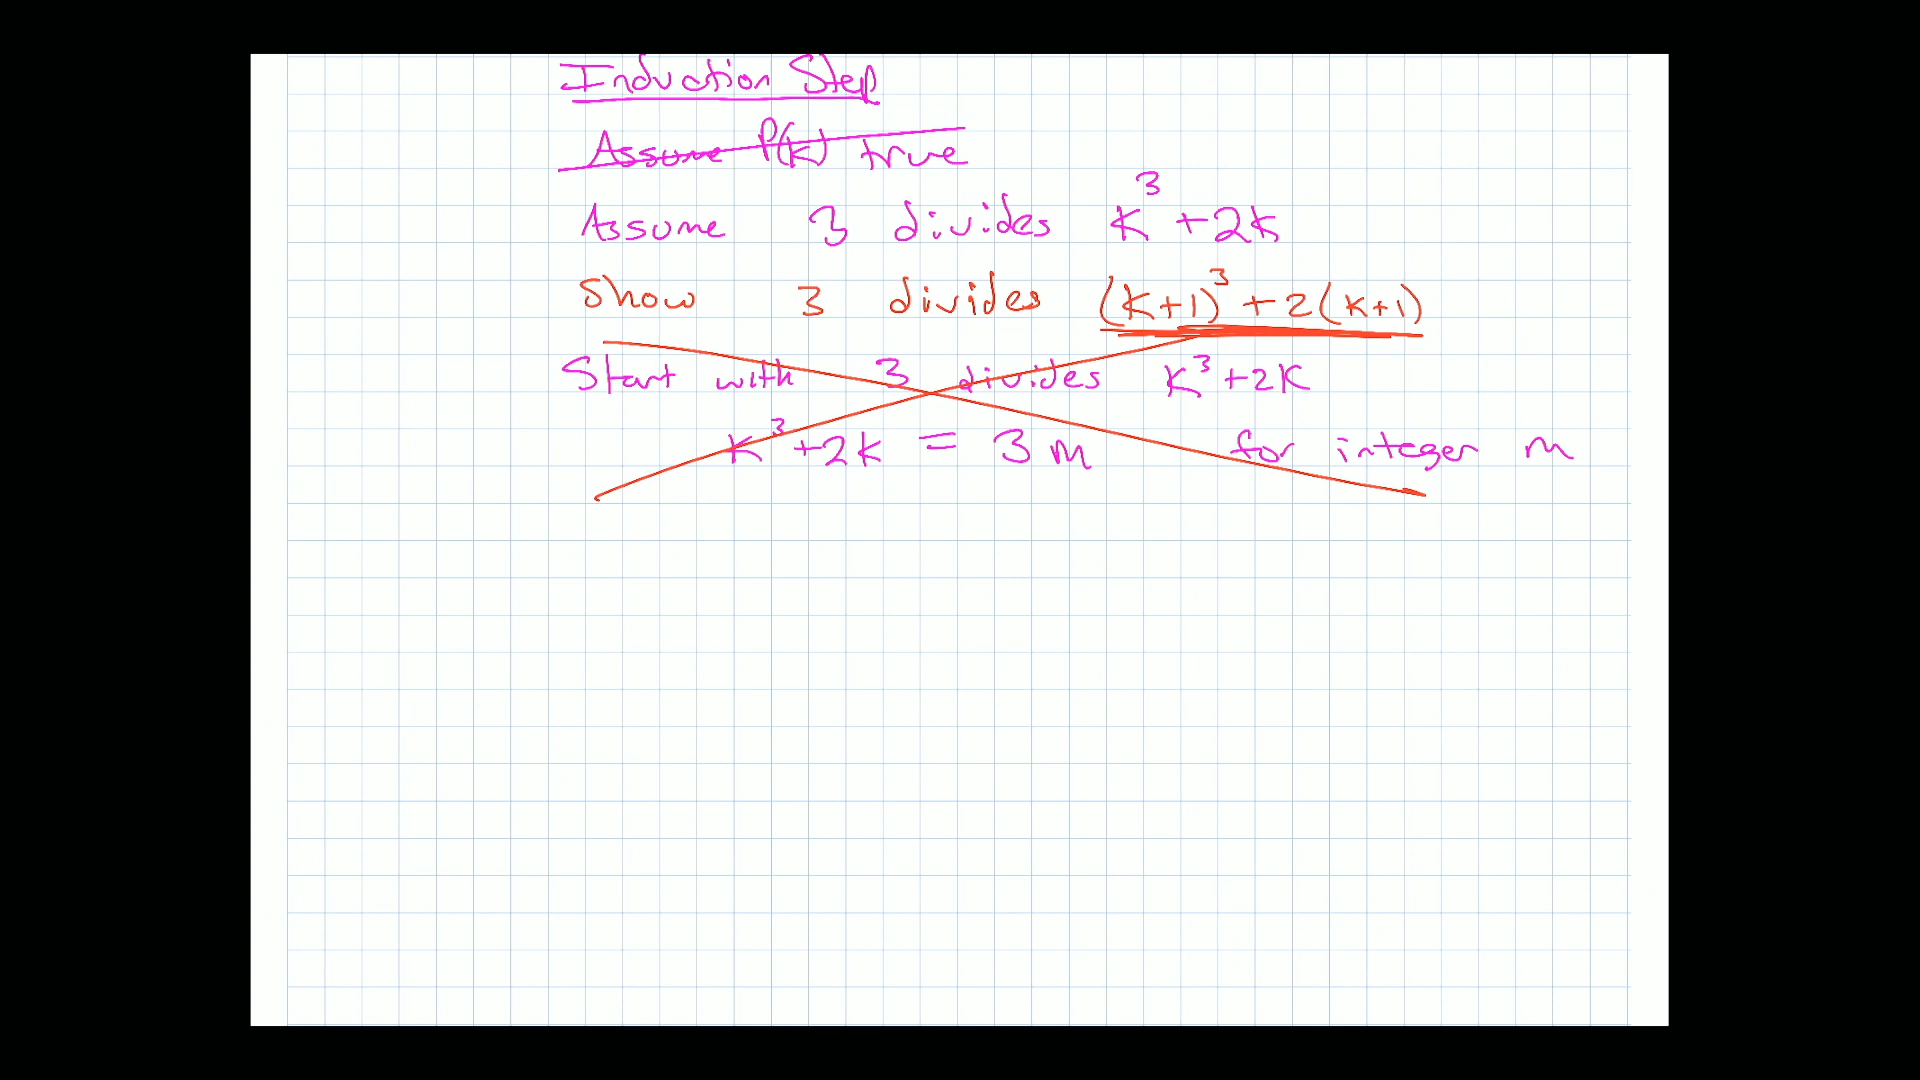 Induction Step
Assume P(k) true
Assume 3 divides k³+2k
Show 3 divides (k+1)³+2(k+1)
Start with 3 divides k³+2k
k³+2k = 3m for integer m